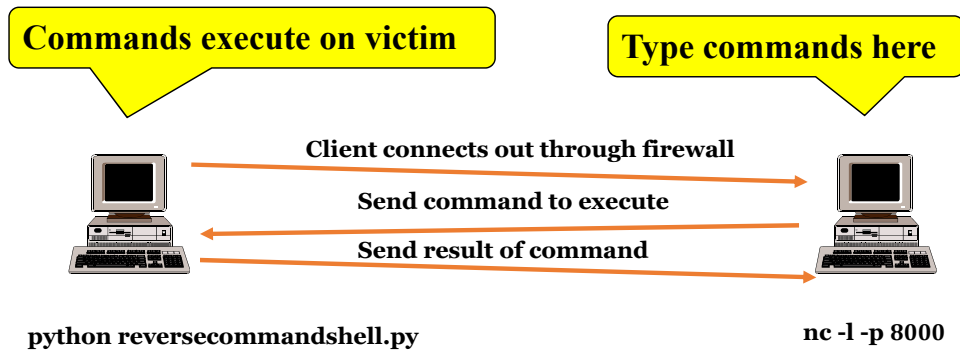 Commands execute on victim
Type commands here
Client connects out through firewall
Send command to execute
Send result of command
python reversecommandshell.py
nc -l -p 8000